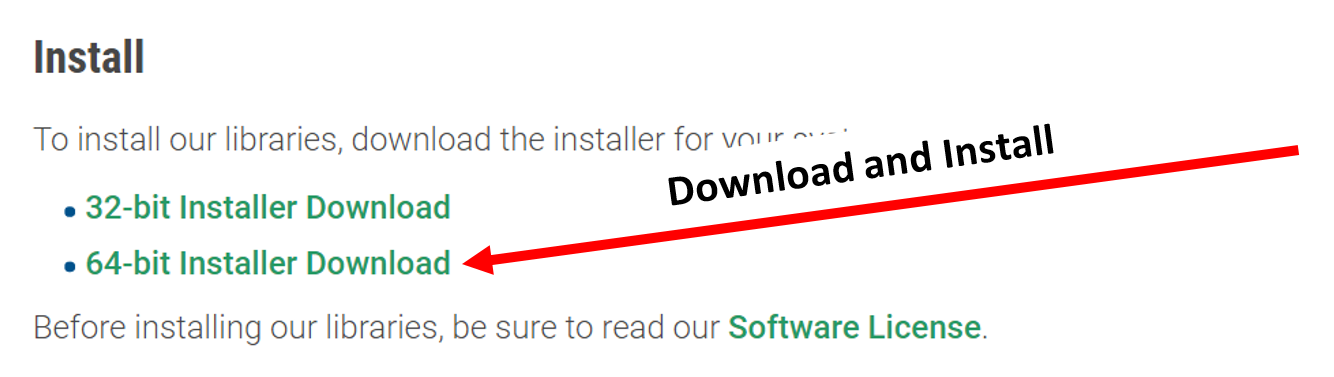 Install
To install our libraries, download the installer for your
Download and Install
• 32-bit Installer Download
• 64-bit Installer Download
Before installing our libraries, be sure to read our Software License.